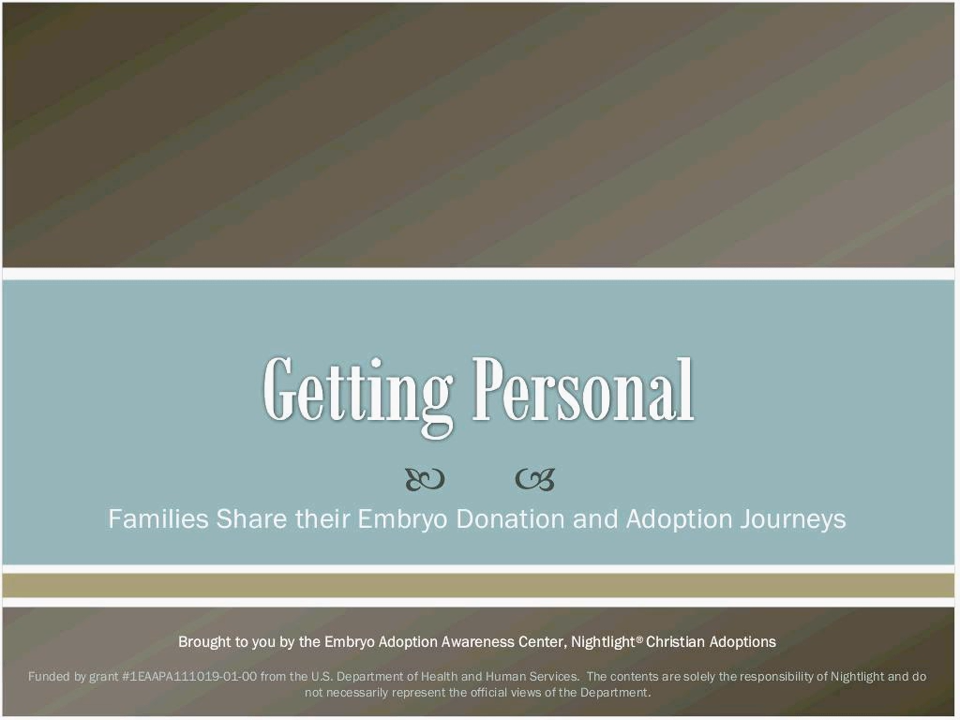 Getting Personal
Families Share their Embryo Donation and Adoption Journeys
Brought to you by the Embryo Adoption Awareness Center, Nightlight® Christian Adoptions
Funded by grant #1EAAPA111019-01-00 from the U.S. Department of Health and Human Services. The contents are solely the responsibility of Nightlight and do
not necessarily represent the official views of the Department.